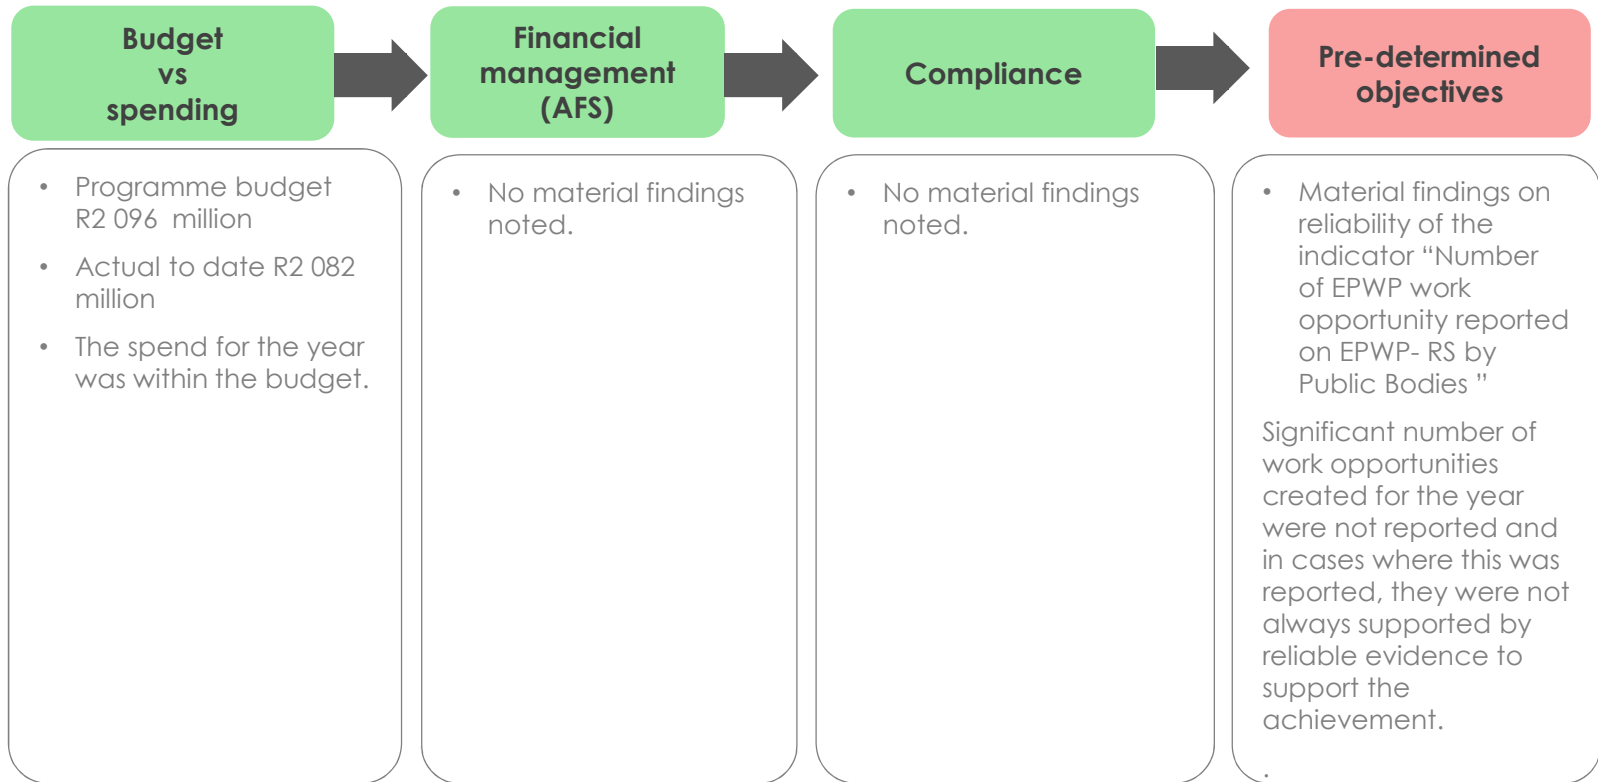 Budget
vs
spending
Financial
management
(AFS)
Compliance
Pre-determined
objectives
• Programme budget
R2 096 million
• Actual to date R2 082
million
• The spend for the year
was within the budget.
• No material findings
noted.
• No material findings
noted.
• Material findings on
reliability of the
indicator “Number
of EPWP work
opportunity reported
on EPWP- RS by
Public Bodies ”
Significant number of
work opportunities
created for the year
were not reported and
in cases where this was
reported, they were not
always supported by
reliable evidence to
support the
achievement.
.